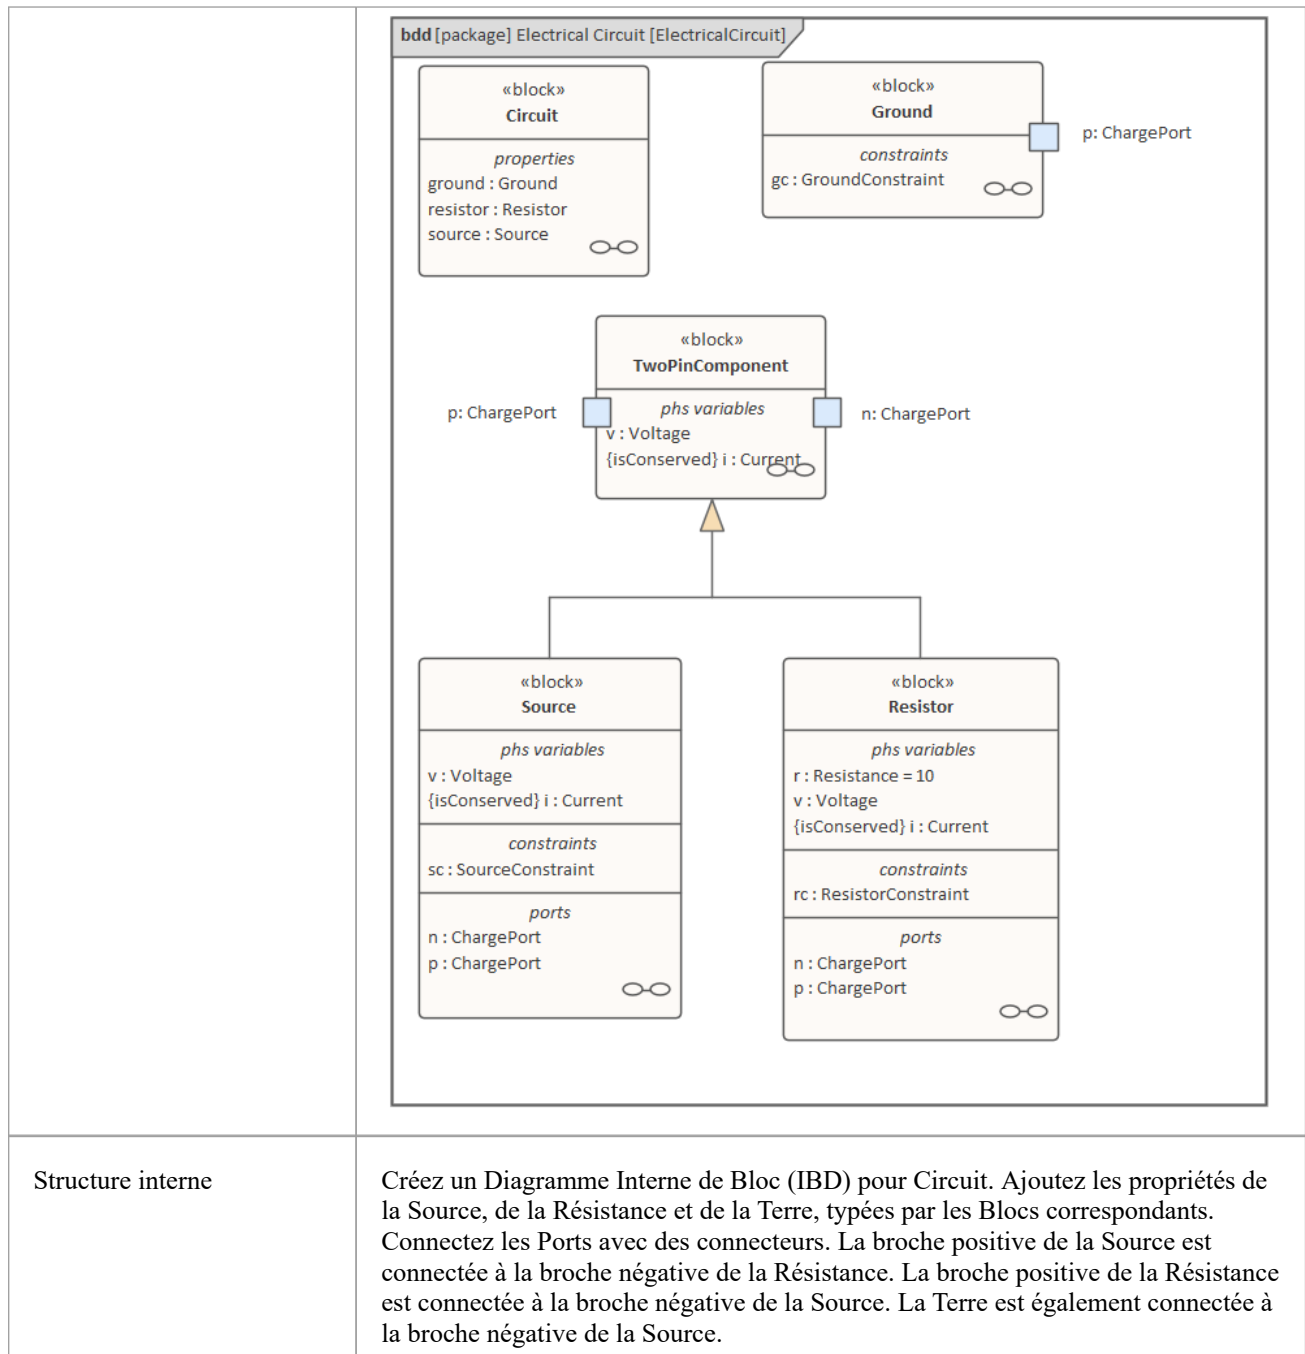 bdd [package] Electrical Circuit [ElectricalCircuit]
«block»
Circuit
properties
ground : Ground
resistor : Resistor
source : Source
«block»
Ground
constraints
gc : GroundConstraint
p: ChargePort
«block»
TwoPinComponent
phs variables
v : Voltage
{isConserved} i : Current
p: ChargePort
n: ChargePort
«block»
Source
phs variables
v : Voltage
{isConserved} i : Current
constraints
sc : SourceConstraint
ports
n : ChargePort
p : ChargePort
«block»
Resistor
phs variables
r : Resistance = 10
v : Voltage
{isConserved} i : Current
constraints
rc : ResistorConstraint
ports
n : ChargePort
p : ChargePort
Structure interne
Créez un Diagramme Interne de Bloc (IBD) pour Circuit. Ajoutez les propriétés de
la Source, de la Résistance et de la Terre, typées par les Blocs correspondants.
Connectez les Ports avec des connecteurs. La broche positive de la Source est
connectée à la broche négative de la Résistance. La broche positive de la Résistance
est connectée à la broche négative de la Source. La Terre est également connectée à
la broche négative de la Source.